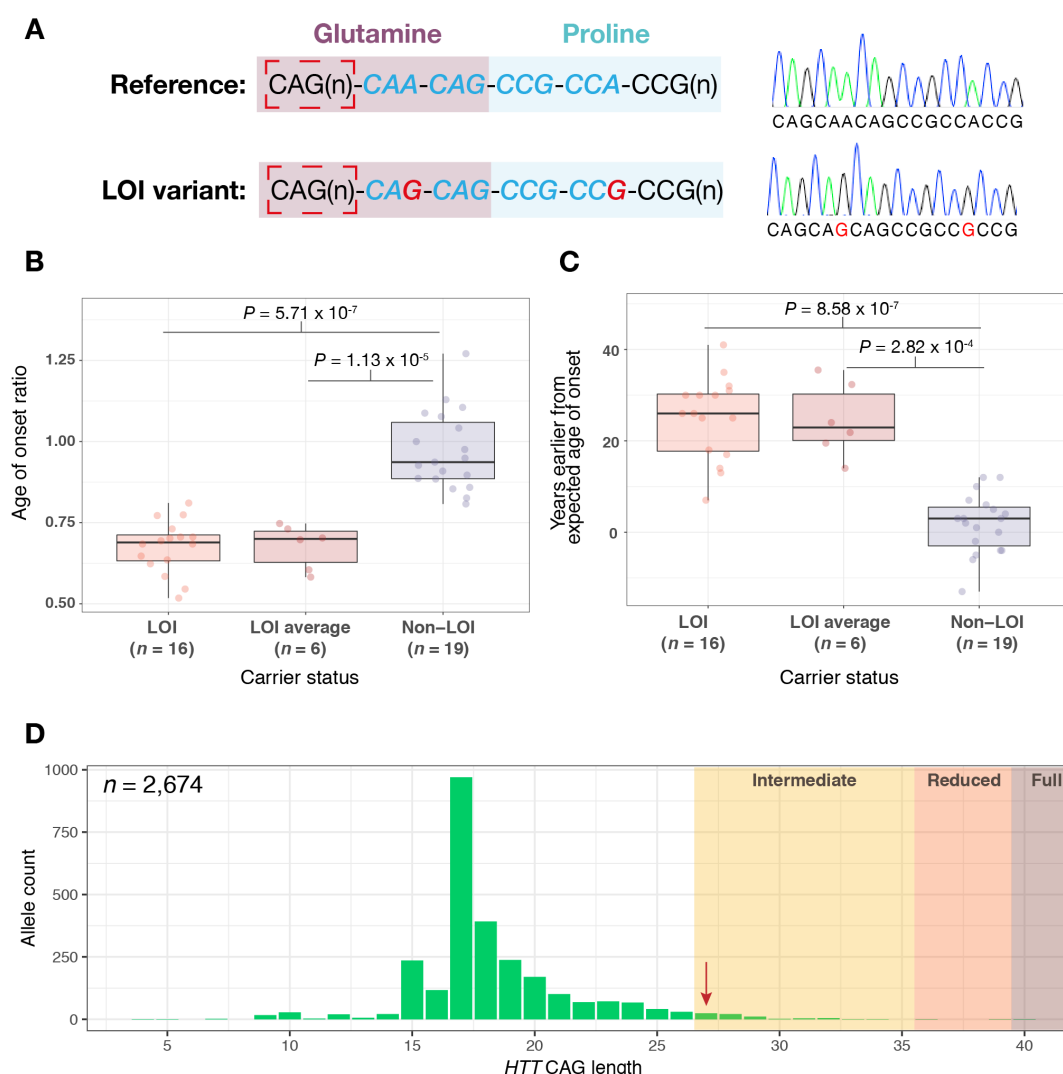 A
Glutamine Proline
Reference: CAG(n)-CAA-CAG-CCG-CCA-CCG(n)
CAGCAACAGCCGCCACCG
LOI variant: CAG(n)-CAG-CAG-CCG-CCG-CCG(n)
CAGCAGCAGCCGCCGCCG
B
Age of onset ratio
1.25
1.00
0.75
0.50
P = 5.71 x 10-7
P = 1.13 x 10-5
LOI LOI average Non–LOI
(n = 16) (n = 6) (n = 19)
Carrier status
C
Years earlier from
expected age of onset
40
20
0
P = 8.58 x 10-7
P = 2.82 x 10-4
LOI LOI average Non–LOI
(n = 16) (n = 6) (n = 19)
Carrier status
D
n = 2,674
Intermediate Reduced Full
Allele count
1000
750
500
250
0
5 10 15 20 25 30 35 40
HTT CAG length